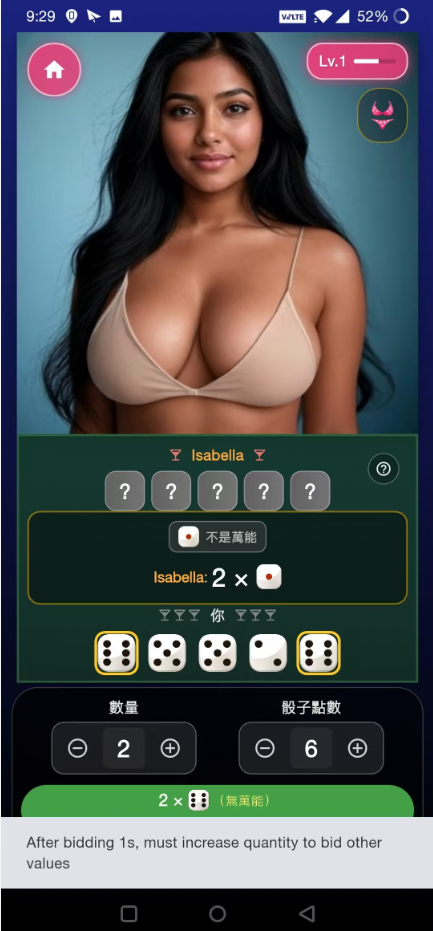 9:29 VoLTE 52%
Lv.1
Isabella
? ? ? ? ?
不是萬能
Isabella: 2 ×
你
數量 骰子點數
2 6
2 × (無萬能)
After bidding 1s, must increase quantity to bid other
values